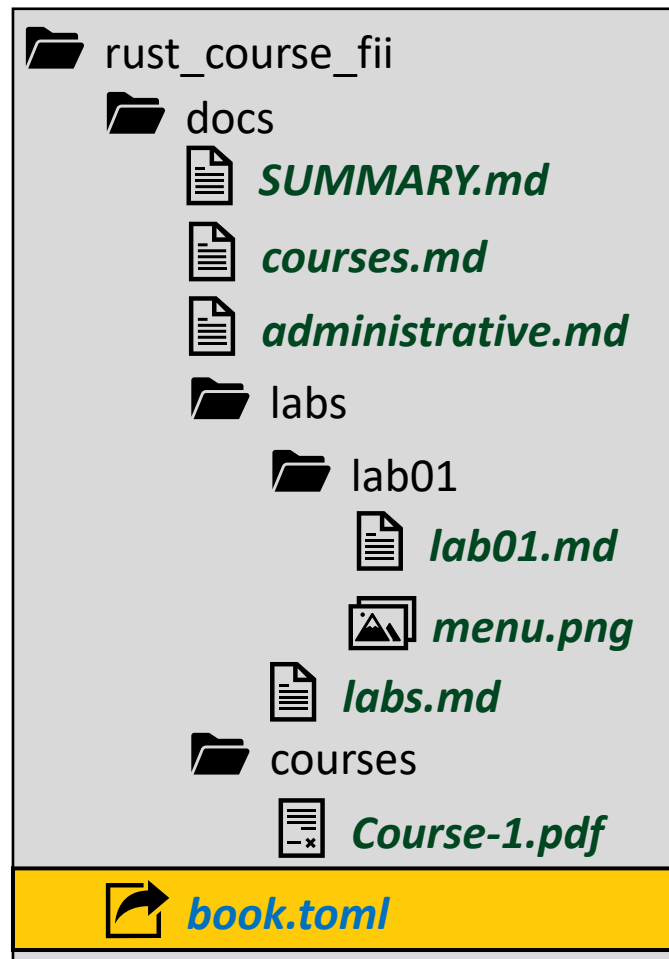 rust_course_fii
docs
SUMMARY.md
courses.md
administrative.md
labs
lab01
lab01.md
menu.png
labs.md
courses
Course-1.pdf
book.toml